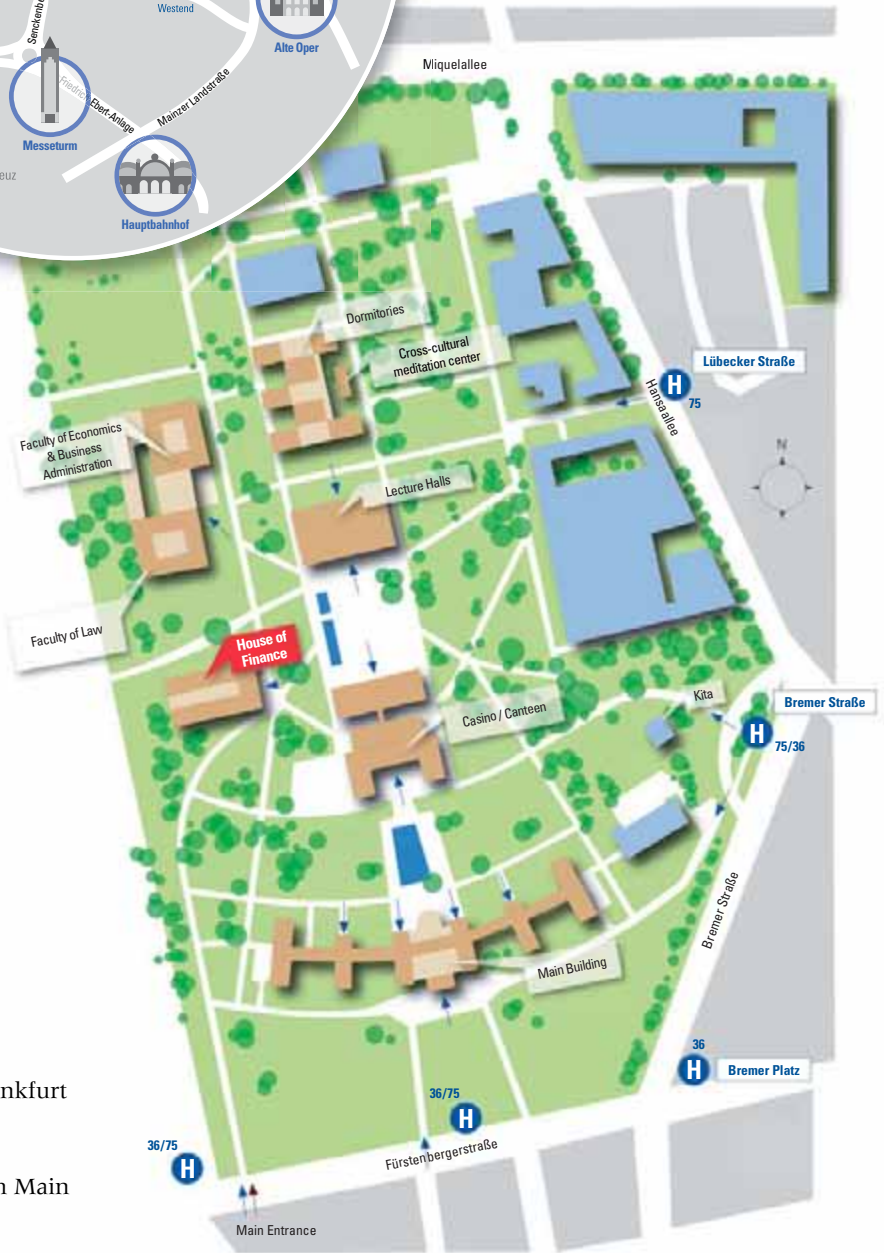 Senckenbe
Westend
Alte Oper
Friedrich-Ebert-Anlage
Mainzer Landstraße
Messeturm
euz
Hauptbahnhof
Miquelallee
Dormitories
Cross-cultural
meditation center
Lübecker Straße
H
75
Hansaallee
Faculty of Economics
& Business
Administration
N
Lecture Halls
Faculty of Law
House of
Finance
Kita
Casino / Canteen
Bremer Straße
H
75/36
Bremer Straße
Main Building
36
H
Bremer Platz
nkfurt
36/75
H
36/75
H
Fürstenbergerstraße
n Main
Main Entrance